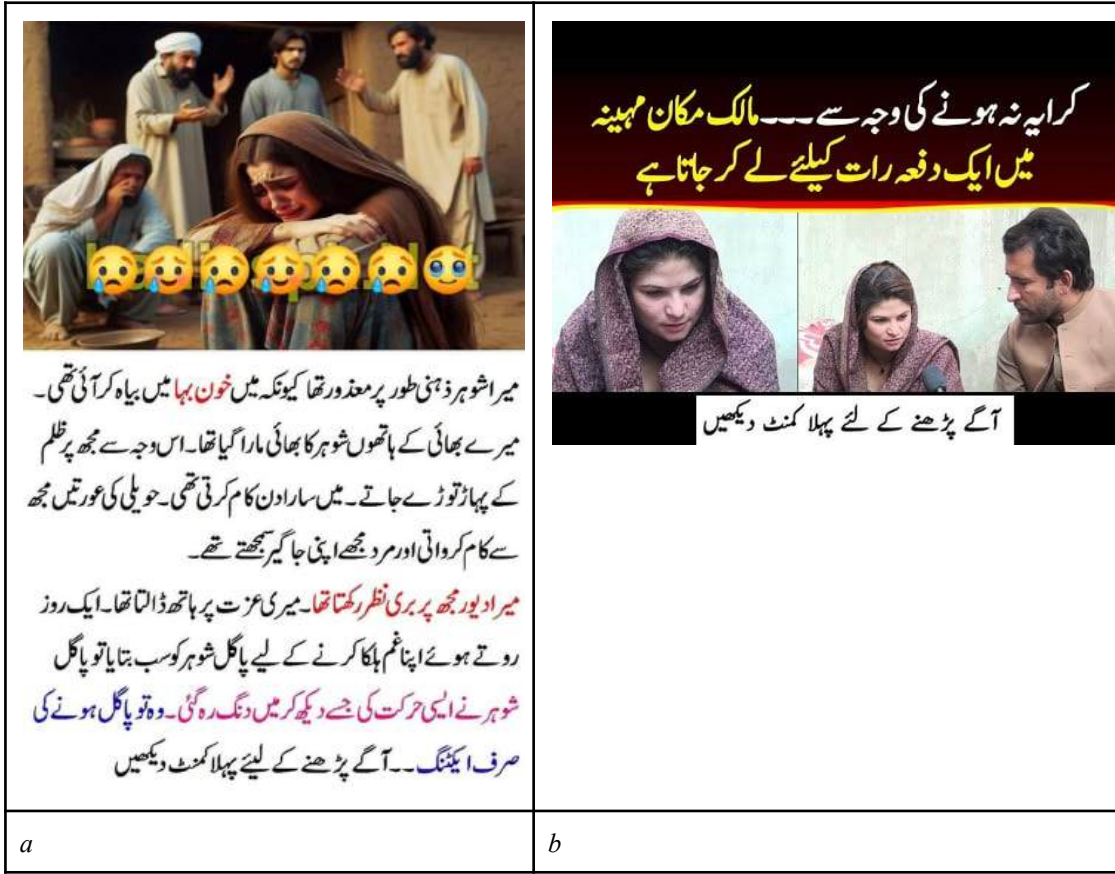 میرا شوہر ذہنی طور پر معذور تھا کیونکہ میں خون بہا میں بیاہ کر آئی تھی۔
میرے بھائی کے ہاتھوں شوہر کا بھائی مارا گیا تھا۔ اس وجہ سے مجھ پر ظلم
کے پہاڑ توڑے جاتے۔ میں سارا دن کام کرتی تھی۔ حویلی کی عورتیں مجھ
سے کام کرواتی اور مرد مجھے اپنی جاگیر سمجھتے تھے۔
میرا دیور مجھ پر بری نظر رکھتا تھا۔ میری عزت پر ہاتھ ڈالتا تھا۔ ایک روز
روتے ہوئے اپنا غم ہلکا کرنے کے لیے پاگل شوہر کو سب بتایا تو پاگل
شوہر نے ایسی حرکت کی جسے دیکھ کر میں دنگ رہ گئی۔ وہ تو پاگل ہونے کی
صرف ایکٹنگ۔۔ آگے پڑھنے کے لیئے پہلا کمنٹ دیکھیں
a
کرایہ نہ ہونے کی وجہ سے ۔۔۔ مالک مکان مہینہ
میں ایک دفعہ رات کیلئے لے کر جاتا ہے
آگے پڑھنے کے لئے پہلا کمنٹ دیکھیں
b